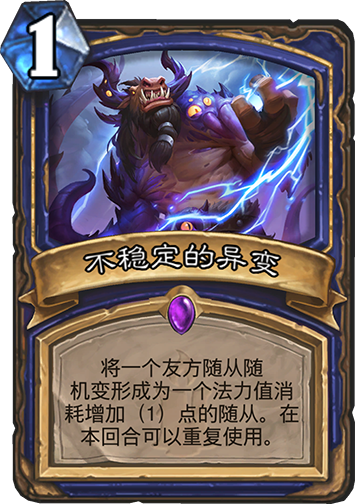 1
不稳定的异变
将一个友方随从随
机变形成为一个法力值消
耗增加（1）点的随从。在
本回合可以重复使用。